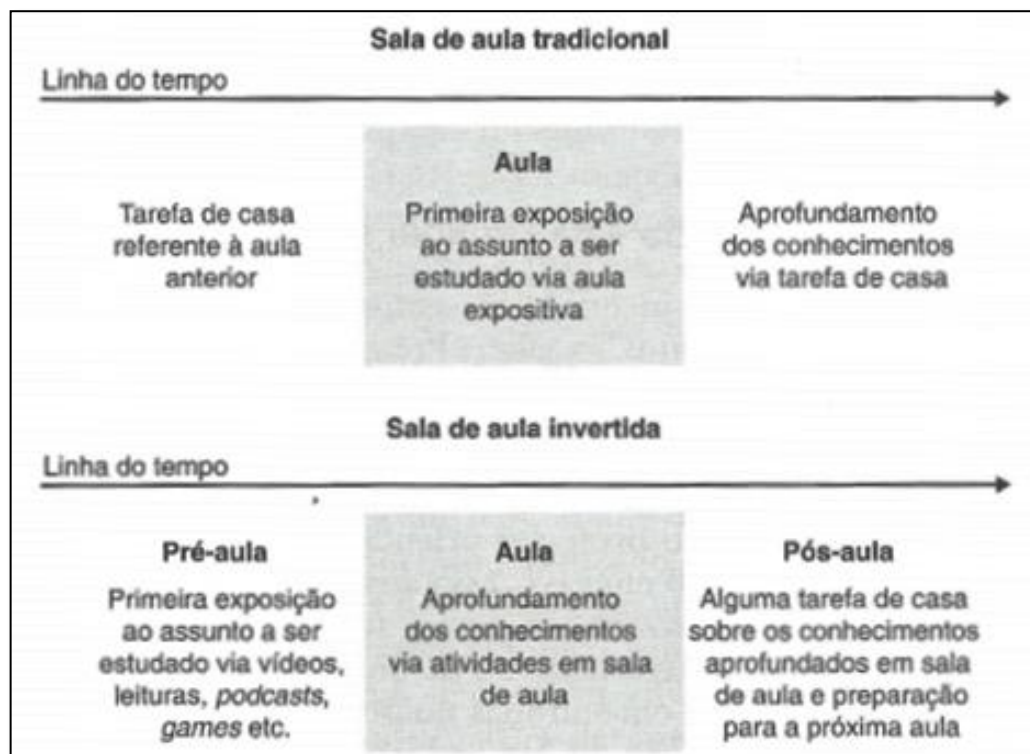 Sala de aula tradicional
Linha do tempo
Tarefa de casa
referente à aula
anterior
Aula
Primeira exposição
ao assunto a ser
estudado via aula
expositiva
Aprofundamento
dos conhecimentos
via tarefa de casa
Sala de aula invertida
Linha do tempo
Pré-aula
Primeira exposição
ao assunto a ser
estudado via vídeos,
leituras, podcasts,
games etc.
Aula
Aprofundamento
dos conhecimentos
via atividades em sala
de aula
Pós-aula
Alguma tarefa de casa
sobre os conhecimentos
aprofundados em sala
de aula e preparação
para a próxima aula